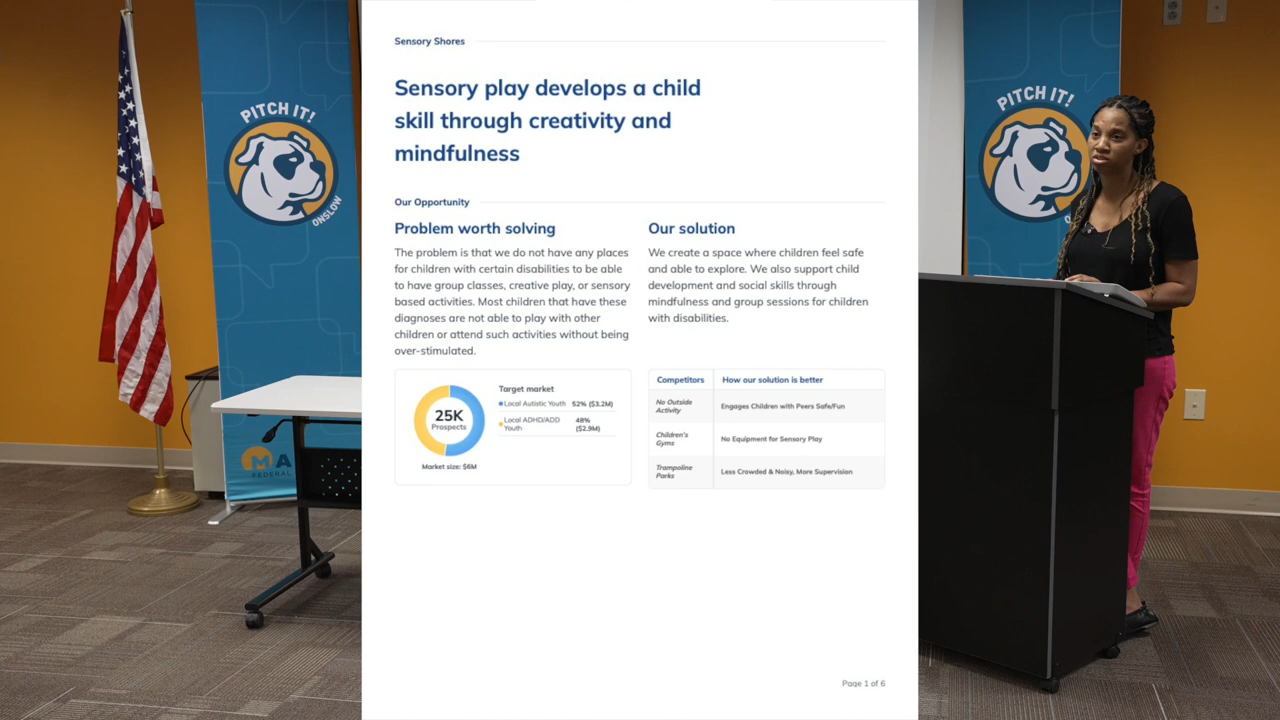 PITCH IT!
ONSLOW
MA
FEDERAL
Sensory Shores
Sensory play develops a child
skill through creativity and
mindfulness
Our Opportunity
Problem worth solving
The problem is that we do not have any places
for children with certain disabilities to be able
to have group classes, creative play, or sensory
based activities. Most children that have these
diagnoses are not able to play with other
children or attend such activities without being
over-stimulated.
Our solution
We create a space where children feel safe
and able to explore. We also support child
development and social skills through
mindfulness and group sessions for children
with disabilities.
25K
Prospects
Market size: $6M
Target market
Local Autistic Youth 52% ($3.2M)
Local ADHD/ADD 48%
Youth ($2.9M)
Competitors How our solution is better
No Outside
Activity
Engages Children with Peers Safe/Fun
Children's
Gyms
No Equipment for Sensory Play
Trampoline
Parks
Less Crowded & Noisy, More Supervision
Page 1 of 6
PITCH IT!